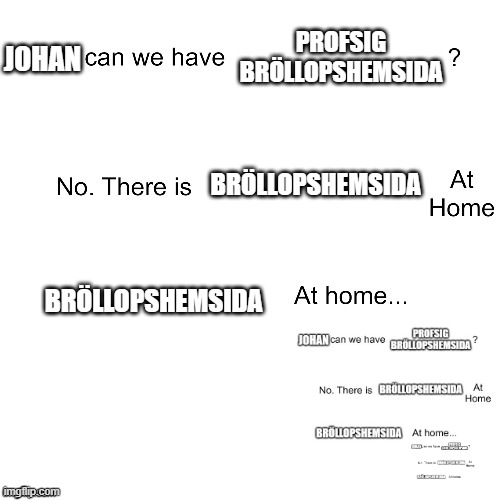 JOHAN can we have PROFSIG BRÖLLOPSHEMSIDA ?
No. There is BRÖLLOPSHEMSIDA At Home
BRÖLLOPSHEMSIDA At home...
JOHAN can we have PROFSIG BRÖLLOPSHEMSIDA ?
No. There is BRÖLLOPSHEMSIDA At Home
BRÖLLOPSHEMSIDA At home...
imgflip.com